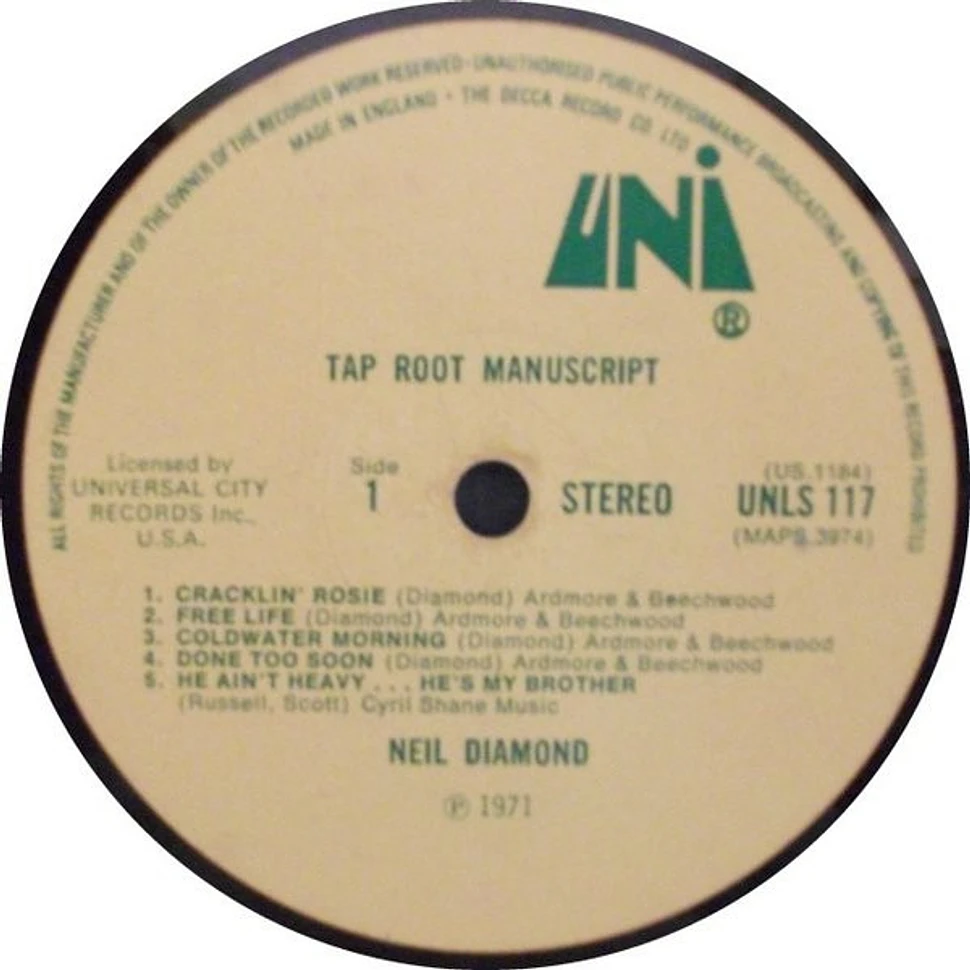 ALL RIGHTS OF THE MANUFACTURER AND OF THE OWNER OF THE RECORDED WORK RESERVED · UNAUTHORISED PUBLIC PERFORMANCE BROADCASTING AND COPYING OF THIS RECORD PROHIBITED
MADE IN ENGLAND · THE DECCA RECORD CO. LTD
UNI
®
TAP ROOT MANUSCRIPT
Licensed by
UNIVERSAL CITY
RECORDS Inc.,
U.S.A.
Side
1
STEREO
(US.1184)
UNLS 117
(MAPS.3974)
1. CRACKLIN' ROSIE (Diamond) Ardmore & Beechwood
2. FREE LIFE (Diamond) Ardmore & Beechwood
3. COLDWATER MORNING (Diamond) Ardmore & Beechwood
4. DONE TOO SOON (Diamond) Ardmore & Beechwood
5. HE AIN'T HEAVY . . . HE'S MY BROTHER
(Russell, Scott) Cyril Shane Music
NEIL DIAMOND
℗ 1971